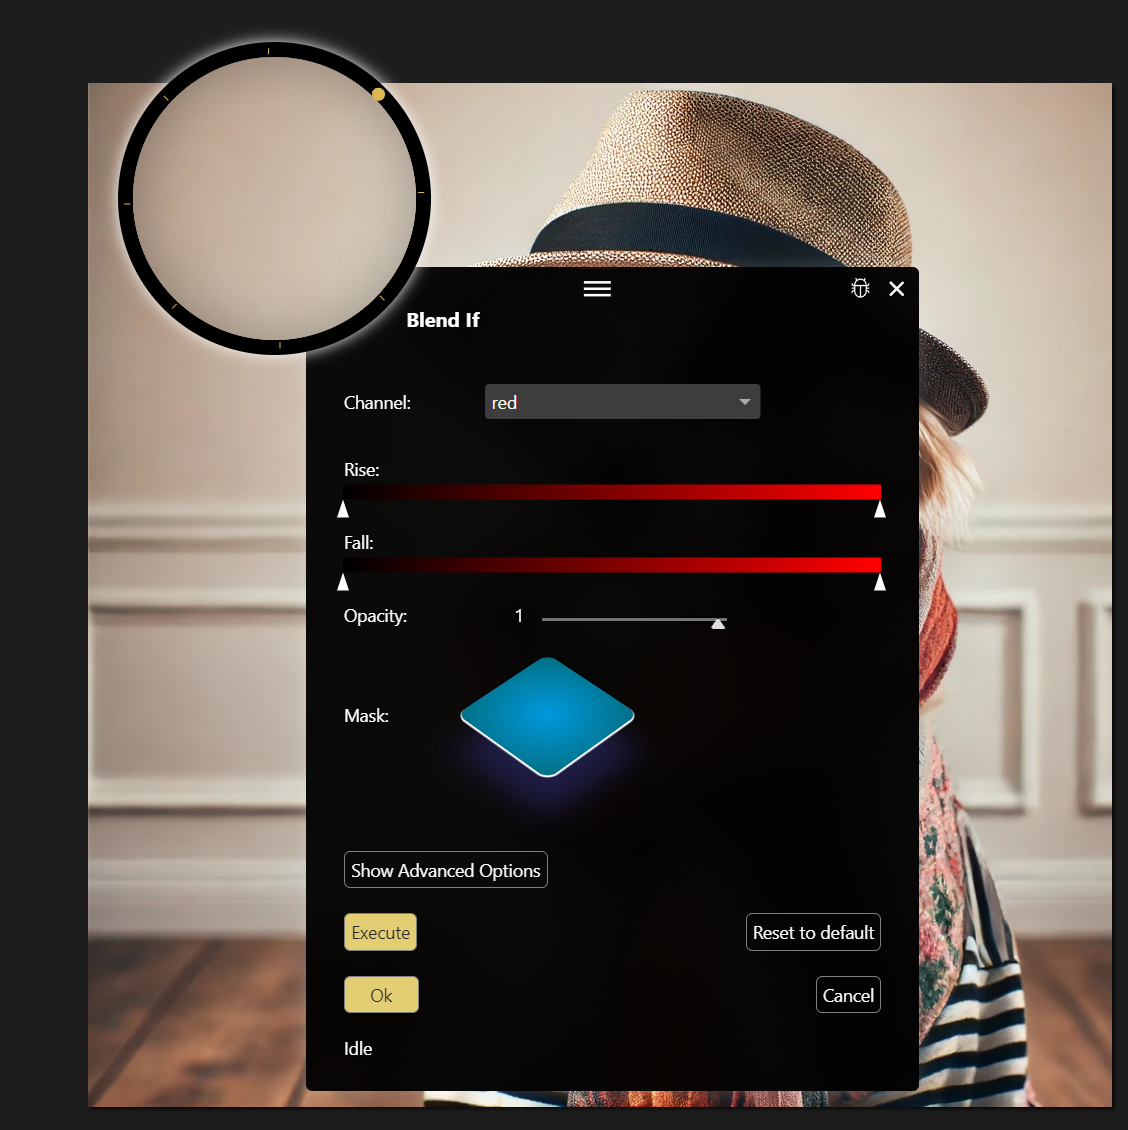 Blend If
Channel:
red
Rise:
Fall:
Opacity:
1
Mask:
Show Advanced Options
Execute
Reset to default
Ok
Cancel
Idle